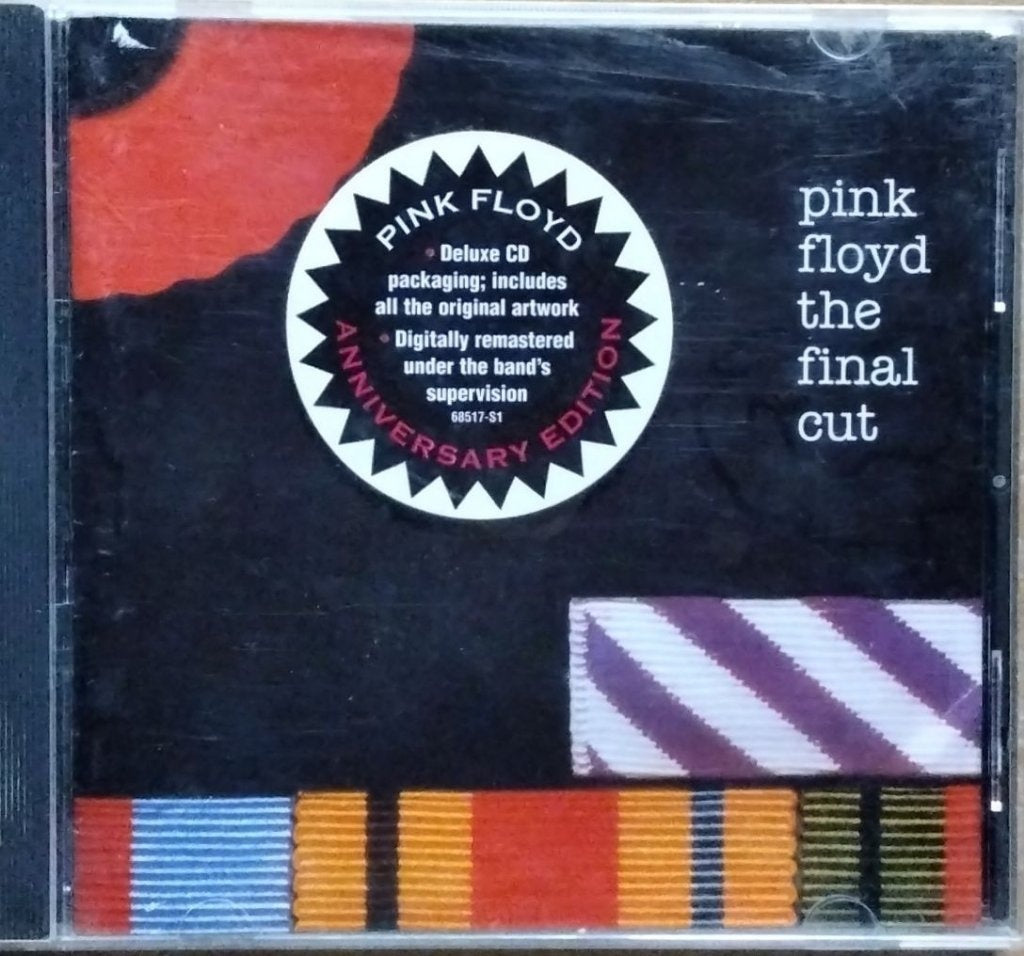 PINK FLOYD
• Deluxe CD
packaging; includes
all the original artwork
• Digitally remastered
under the band's
supervision
68517-S1
ANNIVERSARY EDITION
pink
floyd
the
final
cut